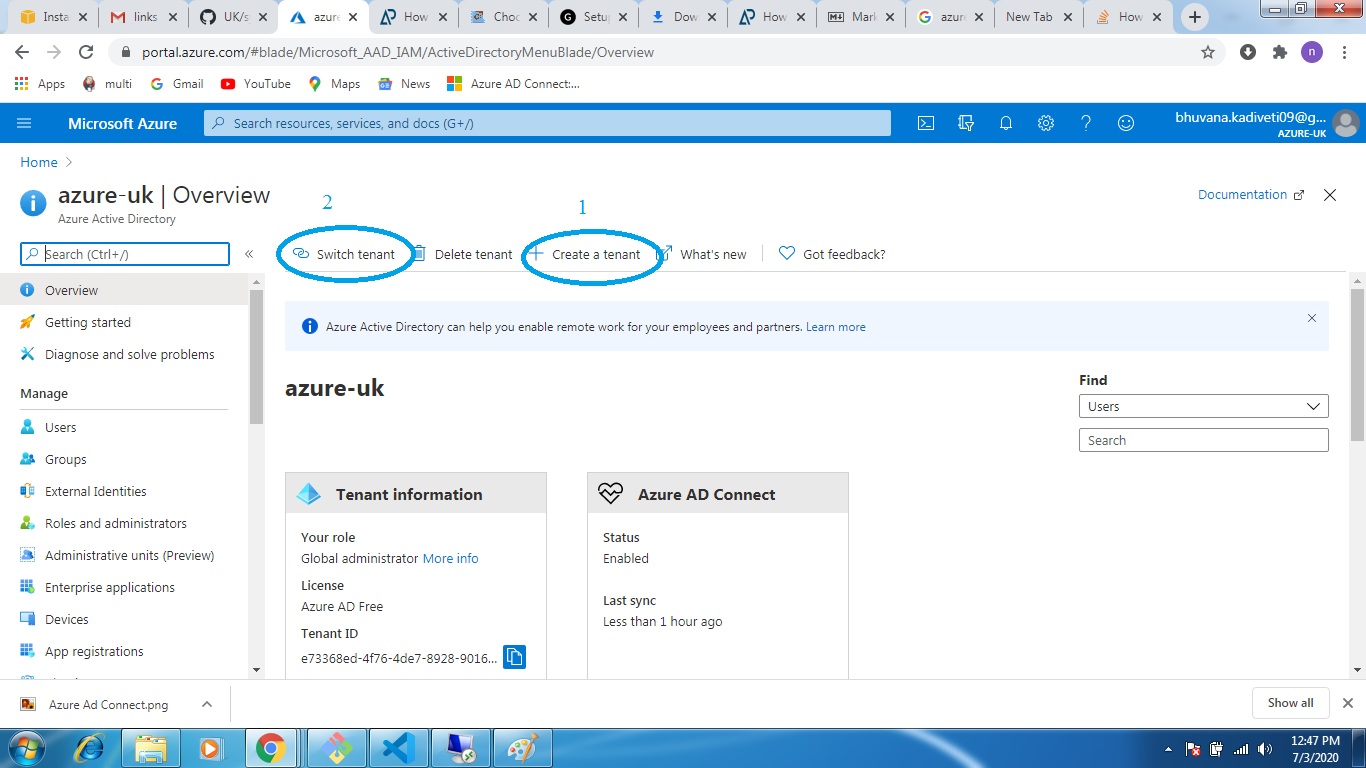 Insta
links
UK/s
azure
How
Choc
Setu
Dow
How
Mark
azure
New Tab
How
portal.azure.com/#blade/Microsoft_AAD_IAM/ActiveDirectoryMenuBlade/Overview
n
Apps
multi
Gmail
YouTube
Maps
News
Azure AD Connect:...
Microsoft Azure
Search resources, services, and docs (G+/)
bhuvana.kadiveti09@g...
AZURE-UK
Home
azure-uk | Overview
Azure Active Directory
Documentation
2
1
Search (Ctrl+/)
«
Switch tenant
Delete tenant
Create a tenant
What's new
Got feedback?
Overview
Getting started
Diagnose and solve problems
Manage
Users
Groups
External Identities
Roles and administrators
Administrative units (Preview)
Enterprise applications
Devices
App registrations
Azure Active Directory can help you enable remote work for your employees and partners. Learn more
azure-uk
Find
Users
Search
Tenant information
Your role
Global administrator More info
License
Azure AD Free
Tenant ID
e73368ed-4f76-4de7-8928-9016...
Azure AD Connect
Status
Enabled
Last sync
Less than 1 hour ago
Azure Ad Connect.png
Show all
12:47 PM
7/3/2020